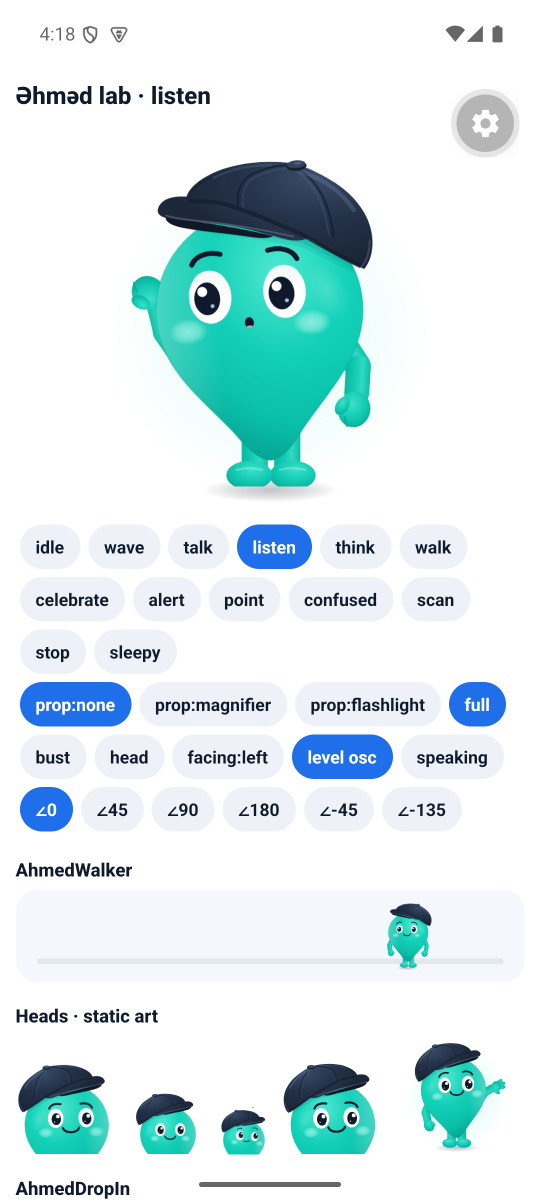 4:18
Əhməd lab · listen
idle wave talk listen think walk
celebrate alert point confused scan
stop sleepy
prop:none prop:magnifier prop:flashlight full
bust head facing:left level osc speaking
∠0 ∠45 ∠90 ∠180 ∠-45 ∠-135
AhmedWalker
Heads · static art
AhmedDropIn